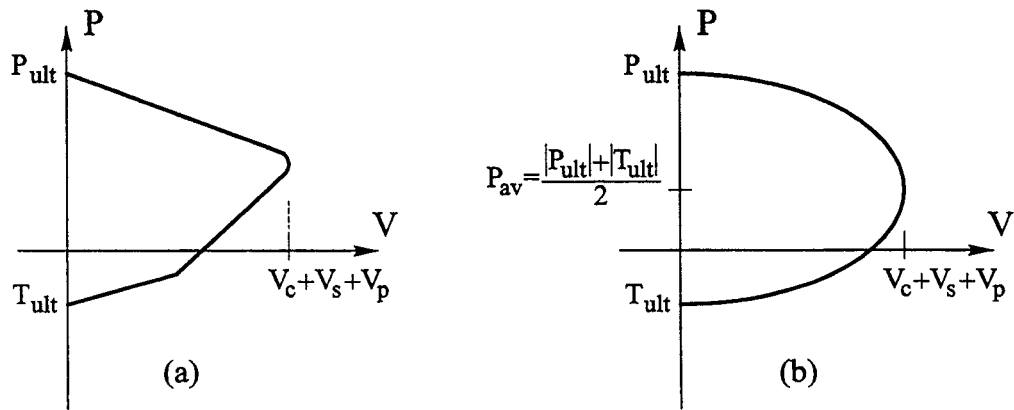 P
P_ult
V
V_c+V_s+V_p
T_ult
(a)
P
P_ult
P_av=|P_ult|+|T_ult|
2
V
V_c+V_s+V_p
T_ult
(b)